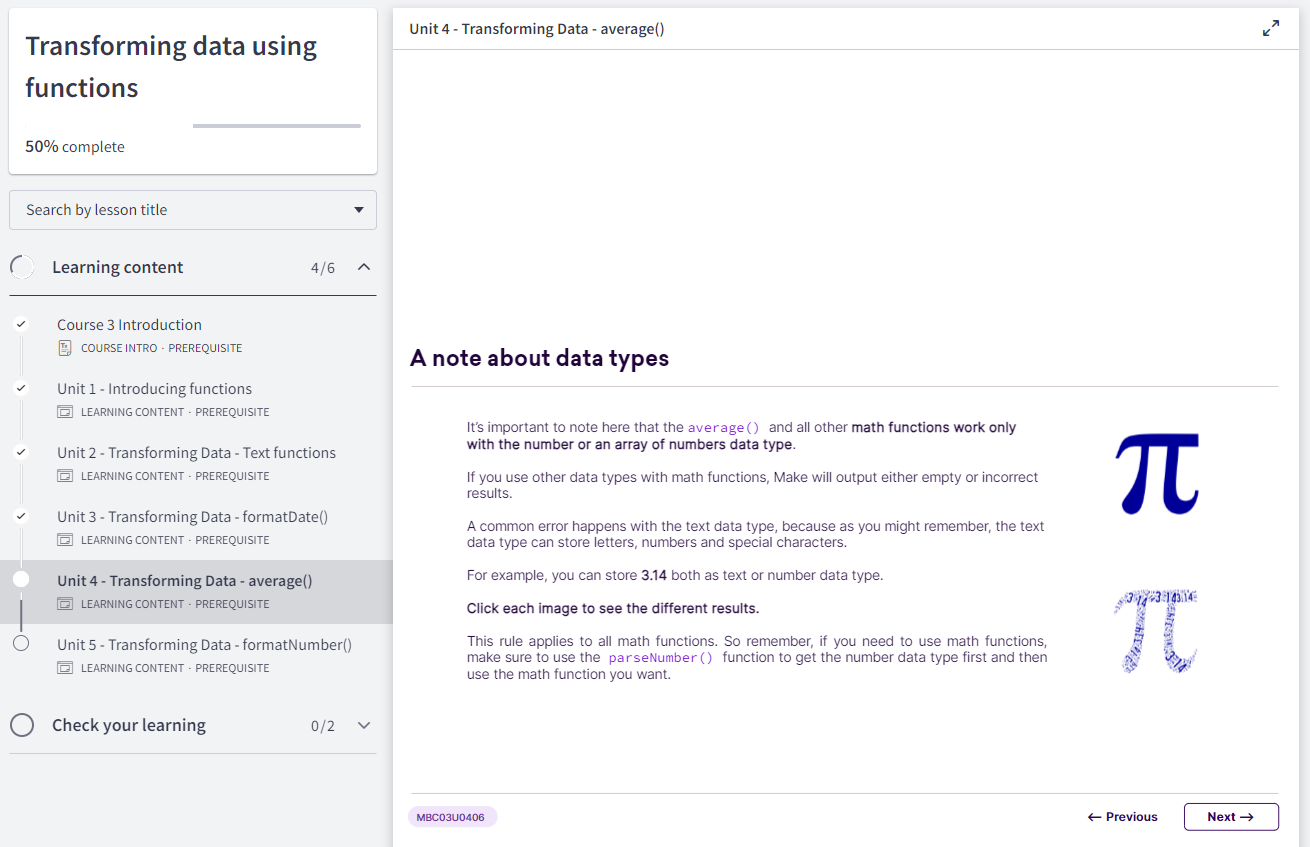 Transforming data using
functions
50% complete
Search by lesson title
Learning content 4/6
Course 3 Introduction
COURSE INTRO · PREREQUISITE
Unit 1 - Introducing functions
LEARNING CONTENT · PREREQUISITE
Unit 2 - Transforming Data - Text functions
LEARNING CONTENT · PREREQUISITE
Unit 3 - Transforming Data - formatDate()
LEARNING CONTENT · PREREQUISITE
Unit 4 - Transforming Data - average()
LEARNING CONTENT · PREREQUISITE
Unit 5 - Transforming Data - formatNumber()
LEARNING CONTENT · PREREQUISITE
Check your learning 0/2
Unit 4 - Transforming Data - average()
A note about data types
It's important to note here that the average() and all other math functions work only
with the number or an array of numbers data type.
If you use other data types with math functions, Make will output either empty or incorrect
results.
A common error happens with the text data type, because as you might remember, the text
data type can store letters, numbers and special characters.
For example, you can store 3.14 both as text or number data type.
Click each image to see the different results.
This rule applies to all math functions. So remember, if you need to use math functions,
make sure to use the parseNumber() function to get the number data type first and then
use the math function you want.
π
MBC03U0406
← Previous
Next →